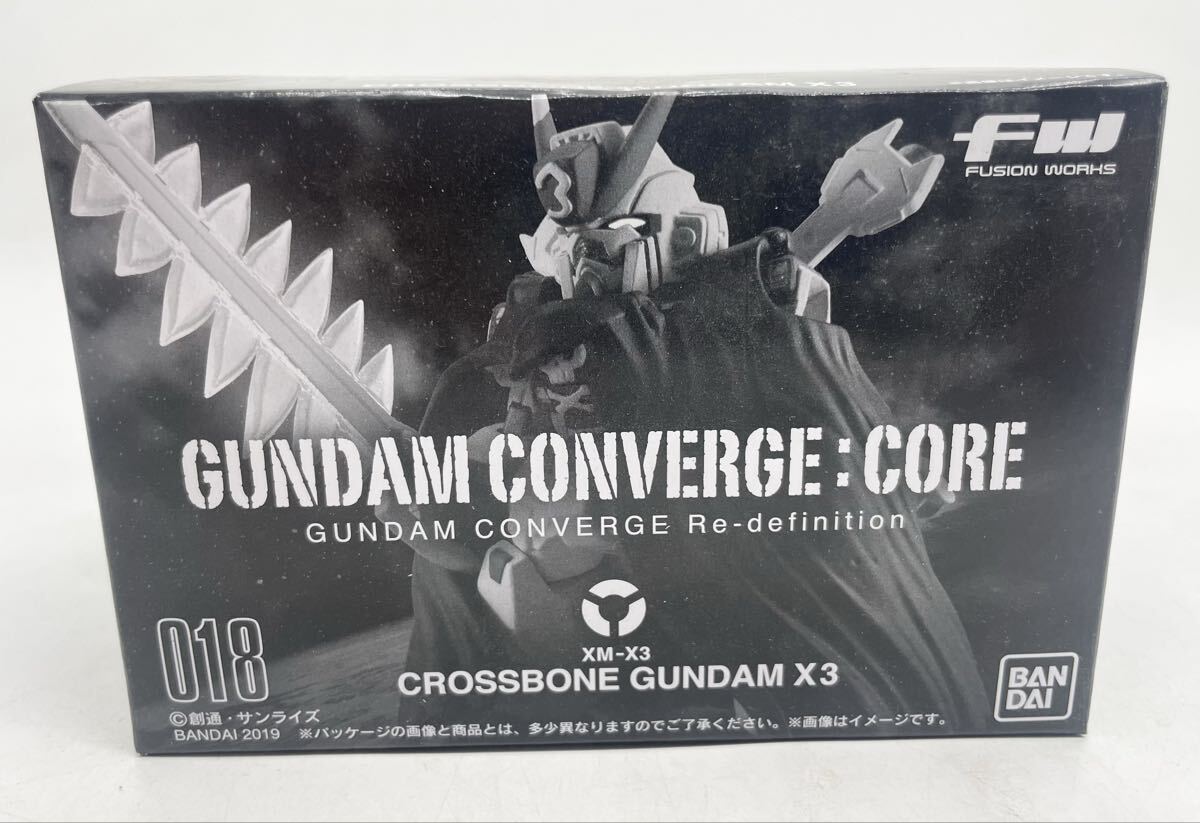 FW
FUSION WORKS
3
GUNDAM CONVERGE:CORE
GUNDAM CONVERGE Re-definition
XM-X3
CROSSBONE GUNDAM X3
018
©創通・サンライズ
BANDAI 2019 ※パッケージの画像と商品とは、多少異なりますのでご了承ください。※画像はイメージです。
BAN
DAI